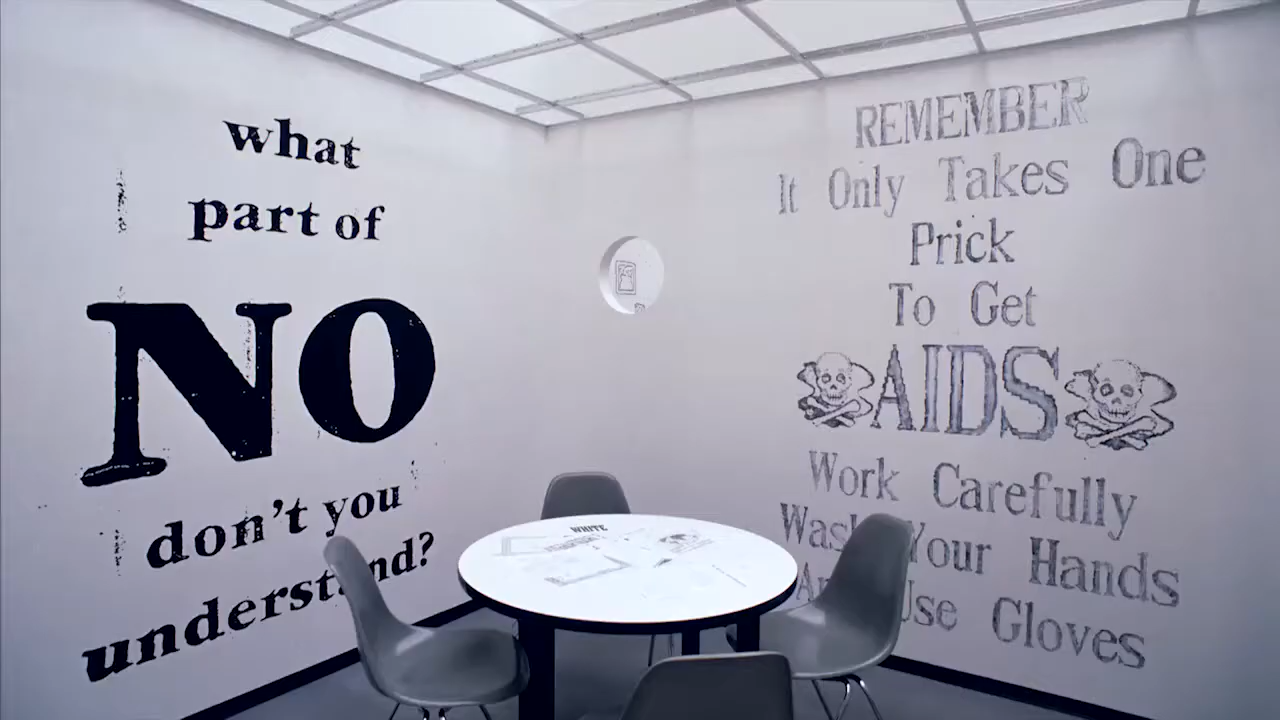 what
part of
NO
don't you
understand?
REMEMBER
It Only Takes One
Prick
To Get
AIDS
Work Carefully
Wash Your Hands
And Use Gloves
WHITE